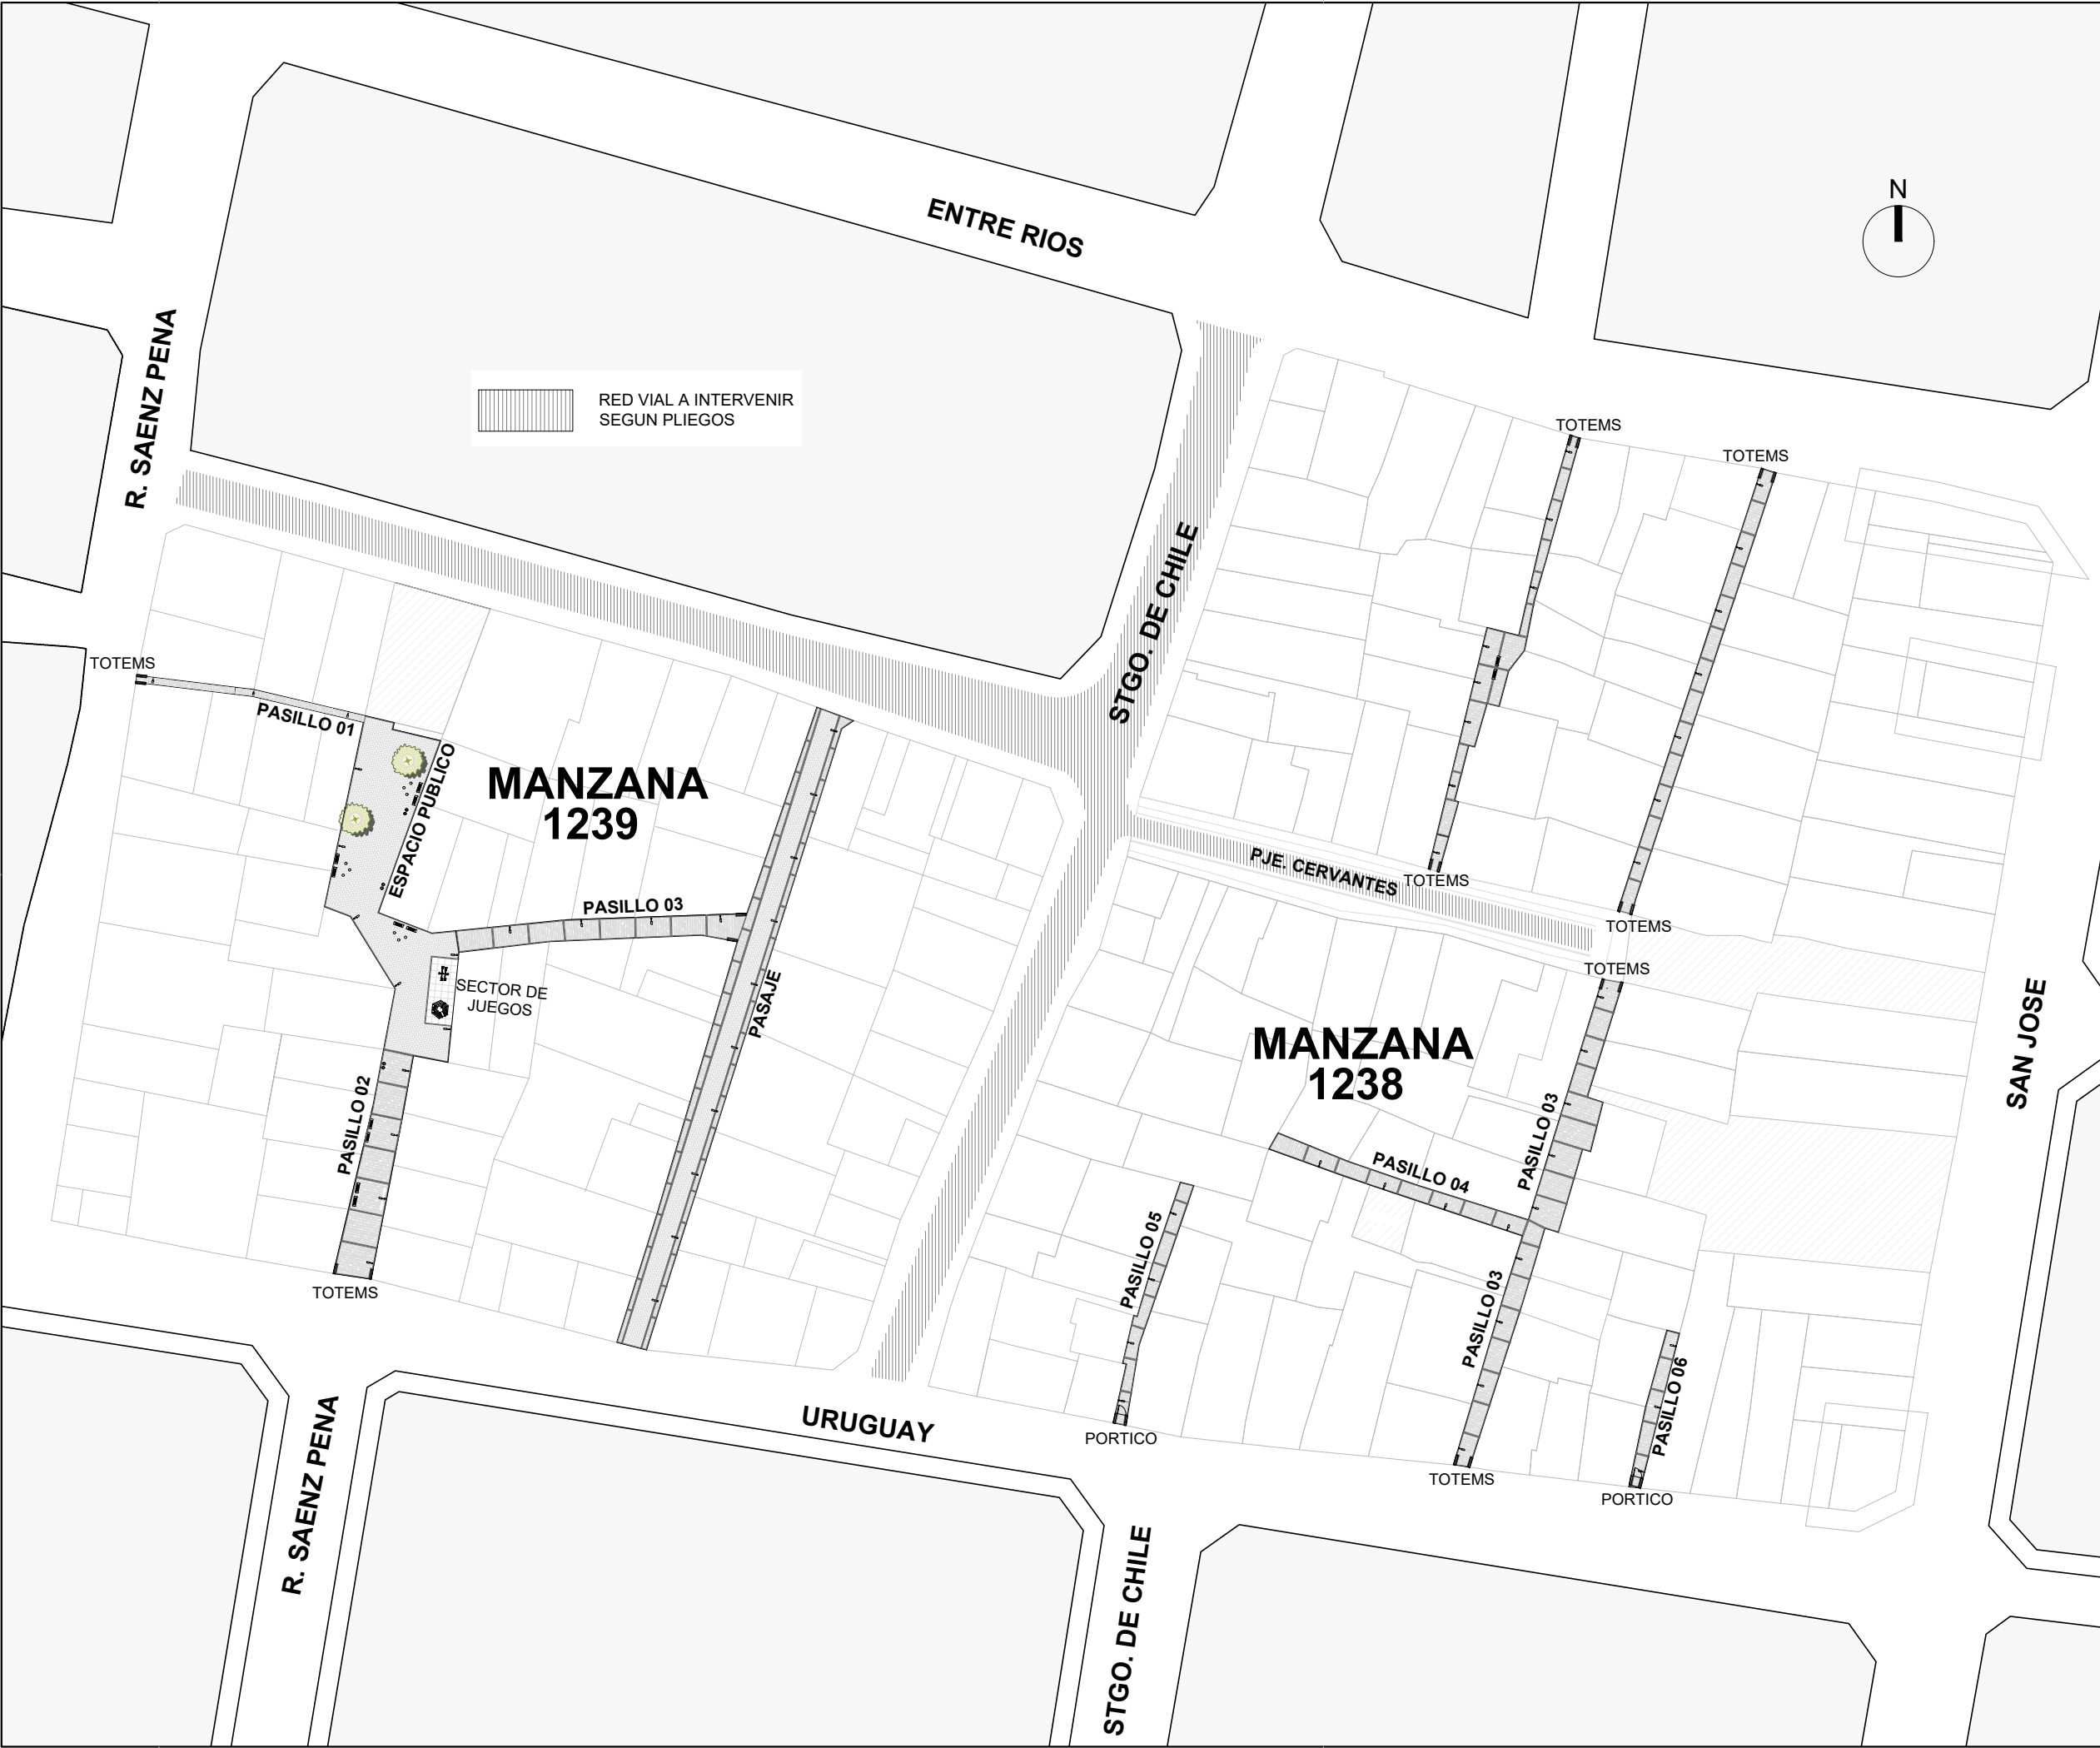 N
ENTRE RIOS
R. SAENZ PENA
RED VIAL A INTERVENIR
SEGUN PLIEGOS
TOTEMS
TOTEMS
STGO. DE CHILE
TOTEMS
PASILLO 01
ESPACIO PUBLICO
MANZANA
1239
PJE. CERVANTES
TOTEMS
PASILLO 03
TOTEMS
TOTEMS
SECTOR DE
JUEGOS
PASAJE
SAN JOSE
MANZANA
1238
PASILLO 02
PASILLO 03
PASILLO 04
PASILLO 05
PASILLO 03
TOTEMS
PASILLO 06
URUGUAY
PORTICO
TOTEMS
PORTICO
R. SAENZ PENA
STGO. DE CHILE